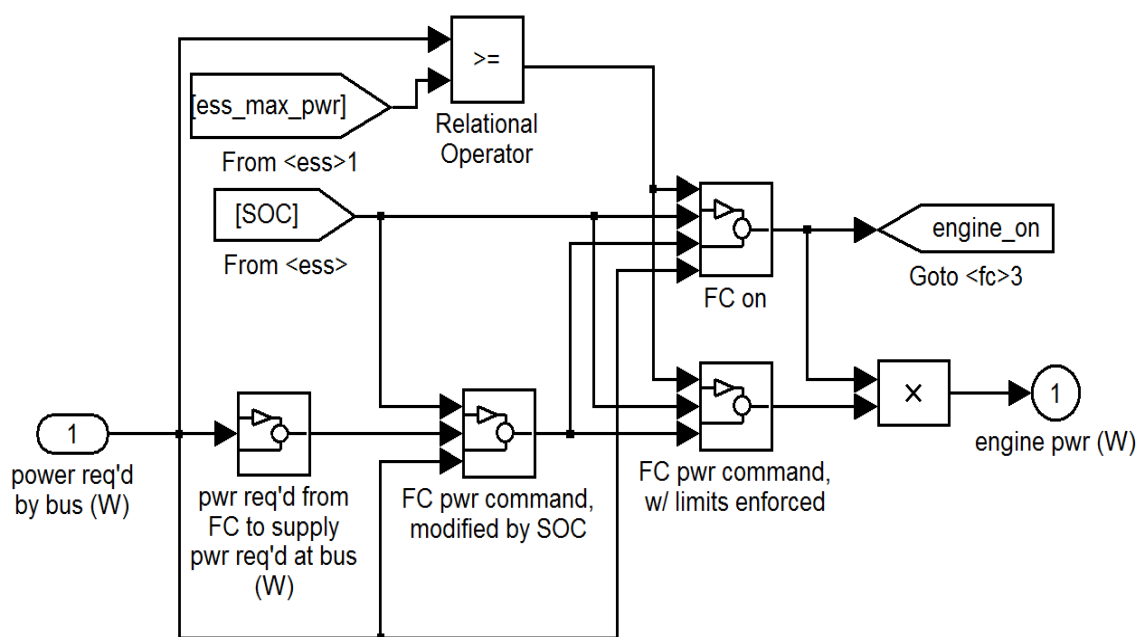 >=
[ess_max_pwr]
Relational
Operator
From <ess>1
[SOC]
From <ess>
engine_on
FC on
Goto <fc>3
1
power req'd
by bus (W)
pwr req'd from
FC to supply
pwr req'd at bus
(W)
FC pwr command,
modified by SOC
FC pwr command,
w/ limits enforced
×
1
engine pwr (W)